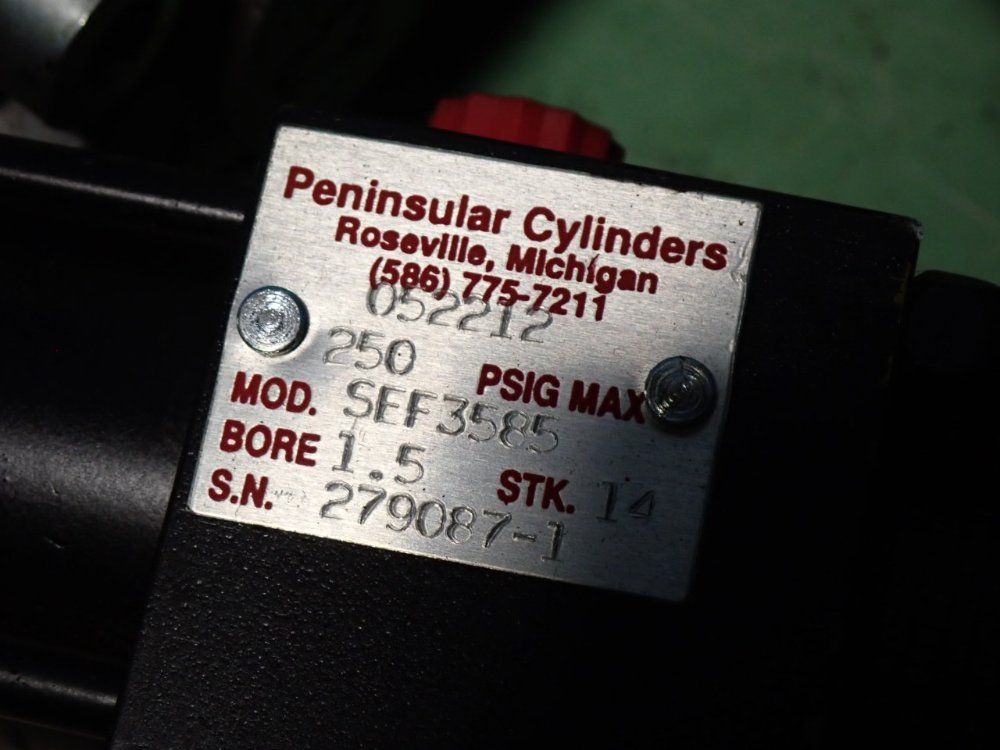 Peninsular Cylinders
Roseville, Michigan
(586) 775-7211
052212
250 PSIG MAX
MOD. SEF3585
BORE 1.5 STK. 14
S.N. 279087-1